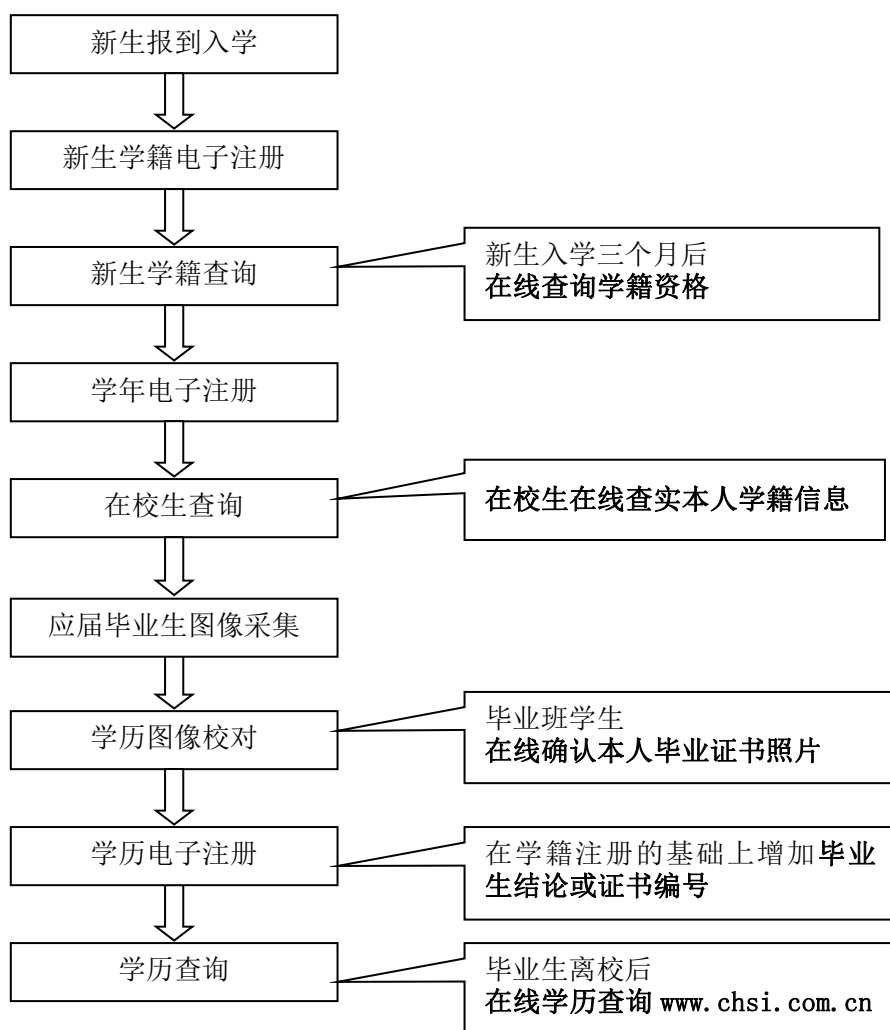 新生报到入学
新生学籍电子注册
新生学籍查询
新生入学三个月后
在线查询学籍资格
学年电子注册
在校生查询
在校生在线查实本人学籍信息
应届毕业生图像采集
学历图像校对
毕业班学生
在线确认本人毕业证书照片
学历电子注册
在学籍注册的基础上增加毕业
生结论或证书编号
学历查询
毕业生离校后
在线学历查询 www.chsi.com.cn